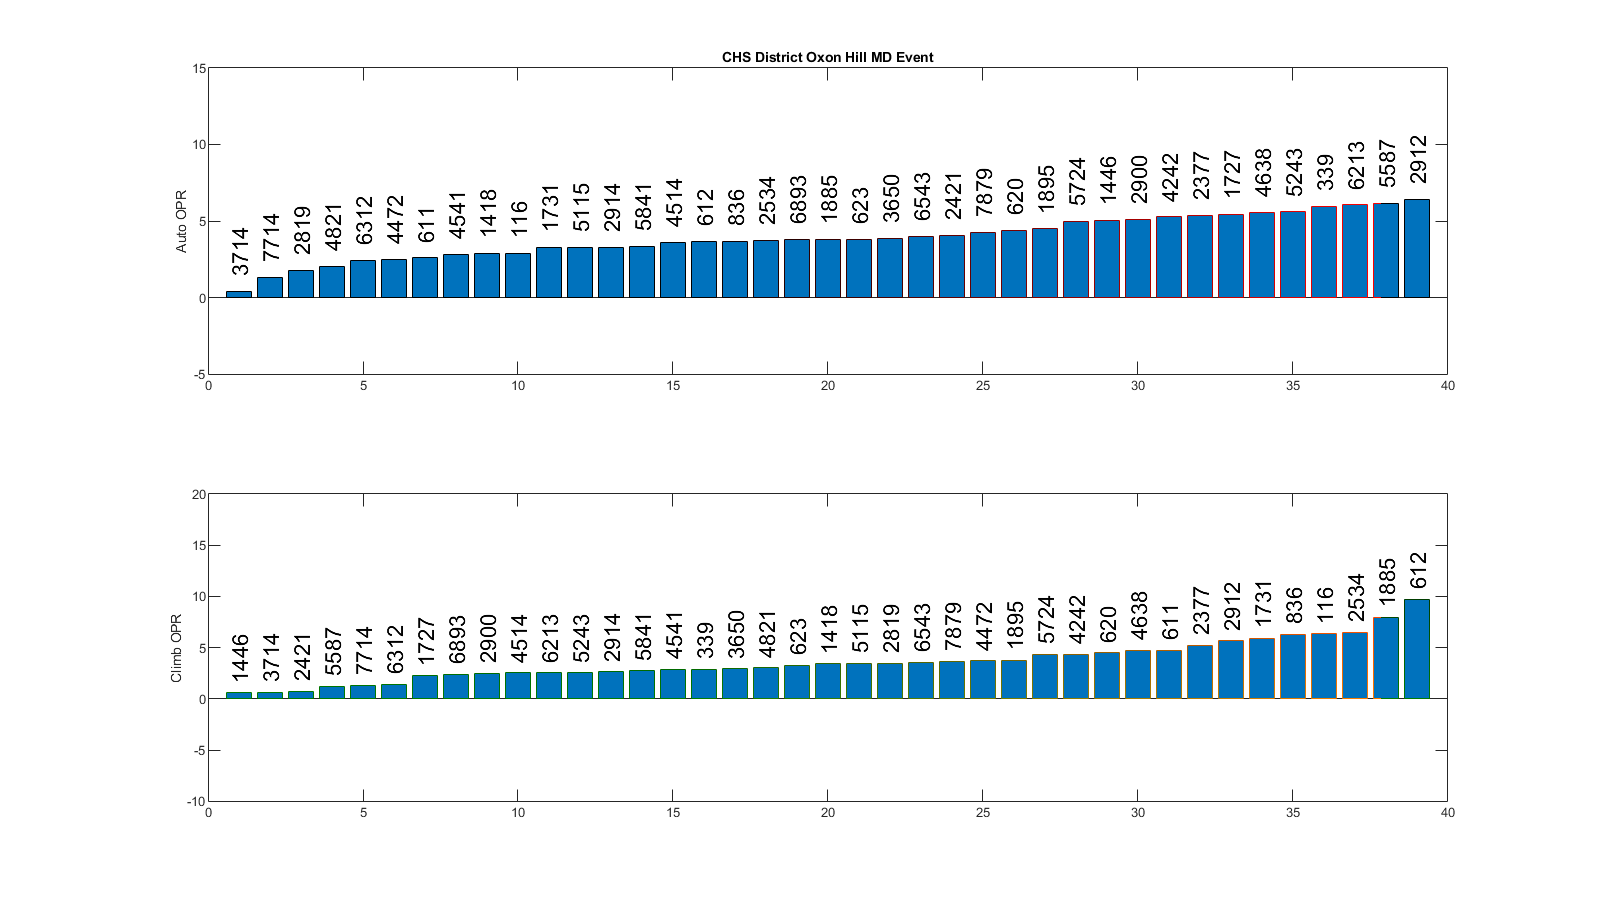 CHS District Oxon Hill MD Event
Auto OPR
15
10
5
0
-5
3714 7714 2819 4821 6312 4472 611 4541 1418 116 1731 5115 2914 5841 4514 612 836 2534 6893 1885 623 3650 6543 2421 7879 620 1895 5724 1446 2900 4242 2377 1727 4638 5243 339 6213 5587 2912
0 5 10 15 20 25 30 35 40
Climb OPR
20
15
10
5
0
-5
-10
1446 3714 2421 5587 7714 6312 1727 6893 2900 4514 6213 5243 2914 5841 4541 339 3650 4821 623 1418 5115 2819 6543 7879 4472 1895 5724 4242 620 4638 611 2377 2912 1731 836 116 2534 1885 612
0 5 10 15 20 25 30 35 40